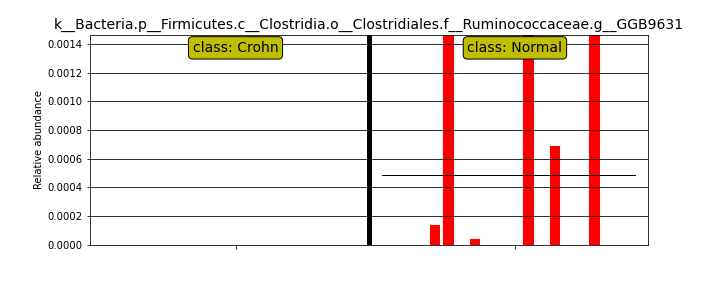 k__Bacteria.p__Firmicutes.c__Clostridia.o__Clostridiales.f__Ruminococcaceae.g__GGB9631
class: Crohn
class: Normal
Relative abundance
0.0014
0.0012
0.0010
0.0008
0.0006
0.0004
0.0002
0.0000